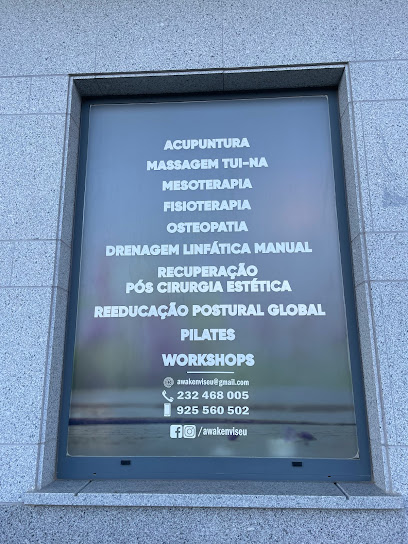 ACUPUNTURA
MASSAGEM TUI-NA
MESOTERAPIA
FISIOTERAPIA
OSTEOPATIA
DRENAGEM LINFÁTICA MANUAL
RECUPERAÇÃO
PÓS CIRURGIA ESTÉTICA
REEDUCAÇÃO POSTURAL GLOBAL
PILATES
WORKSHOPS
awakenviseu@gmail.com
232 468 005
925 560 502
/awakenviseu